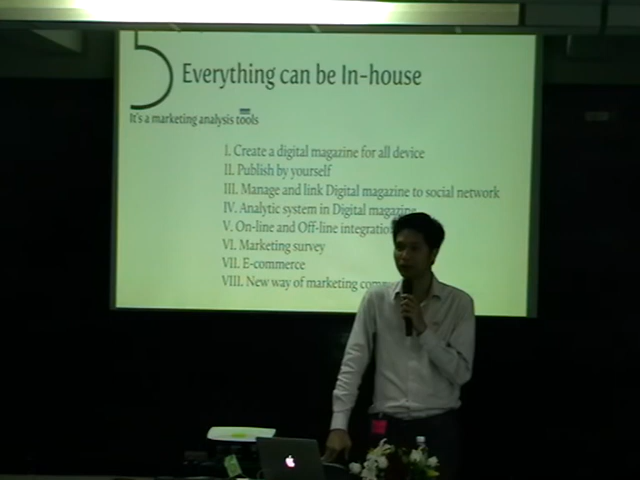 5 Everything can be In-house
It's a marketing analysis tools
I. Create a digital magazine for all device
II. Publish by yourself
III. Manage and link Digital magazine to social network
IV. Analytic system in Digital magazine
V. On-line and Off-line integration
VI. Marketing survey
VII. E-commerce
VIII. New way of marketing